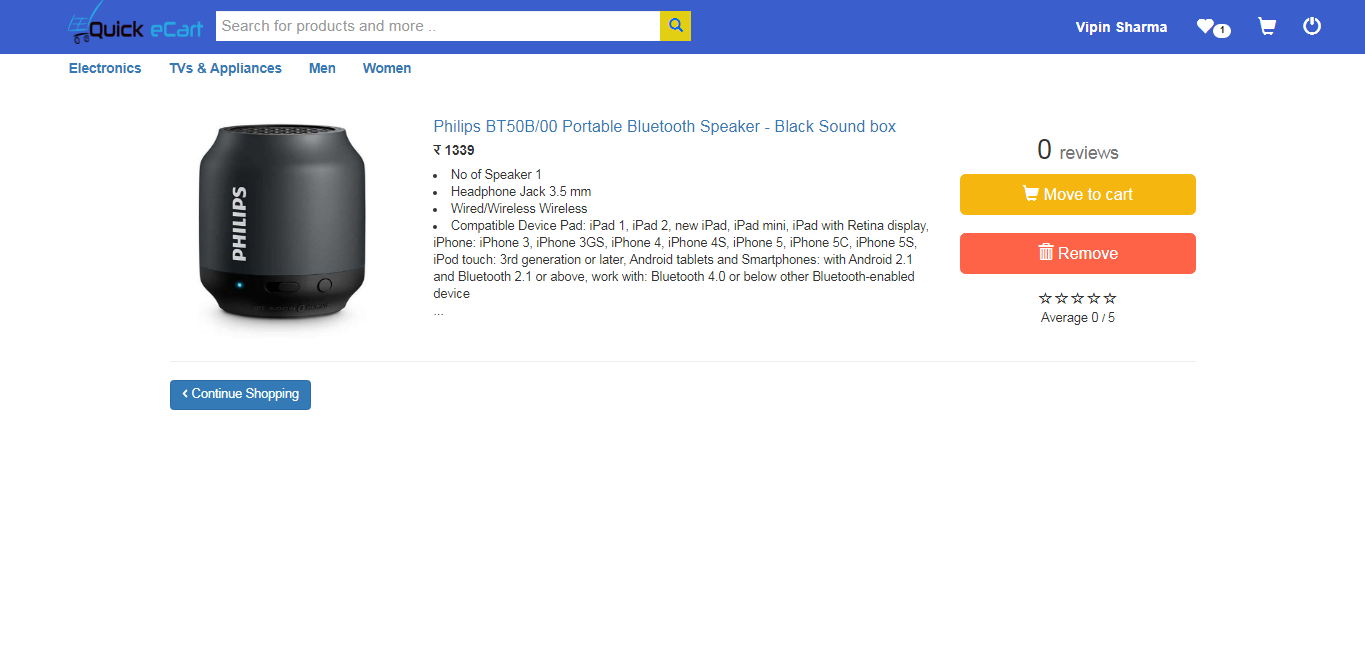 Quick eCart
Search for products and more ..
Vipin Sharma
1
Electronics
TVs & Appliances
Men
Women
PHILIPS
Philips BT50B/00 Portable Bluetooth Speaker - Black Sound box
₹ 1339
• No of Speaker 1
• Headphone Jack 3.5 mm
• Wired/Wireless Wireless
• Compatible Device Pad: iPad 1, iPad 2, new iPad, iPad mini, iPad with Retina display,
iPhone: iPhone 3, iPhone 3GS, iPhone 4, iPhone 4S, iPhone 5, iPhone 5C, iPhone 5S,
iPod touch: 3rd generation or later, Android tablets and Smartphones: with Android 2.1
and Bluetooth 2.1 or above, work with: Bluetooth 4.0 or below other Bluetooth-enabled
device
...
0 reviews
Move to cart
Remove
☆☆☆☆☆
Average 0 / 5
‹ Continue Shopping